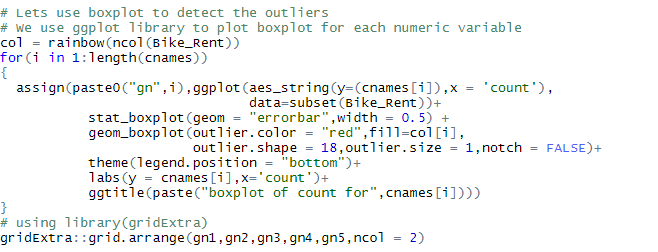 # Lets use boxplot to detect the outliers
# We use ggplot library to plot boxplot for each numeric variable
col = rainbow(ncol(Bike_Rent))
for(i in 1:length(cnames))
{
  assign(paste0("gn",i),ggplot(aes_string(y=(cnames[i]),x = 'count'),
                               data=subset(Bike_Rent))+
           stat_boxplot(geom = "errorbar",width = 0.5) +
           geom_boxplot(outlier.color = "red",fill=col[i],
                        outlier.shape = 18,outlier.size = 1,notch = FALSE)+
           theme(legend.position = "bottom")+
           labs(y = cnames[i],x='count')+
           ggtitle(paste("boxplot of count for",cnames[i])))
}
# using library(gridExtra)
gridExtra::grid.arrange(gn1,gn2,gn3,gn4,gn5,ncol = 2)